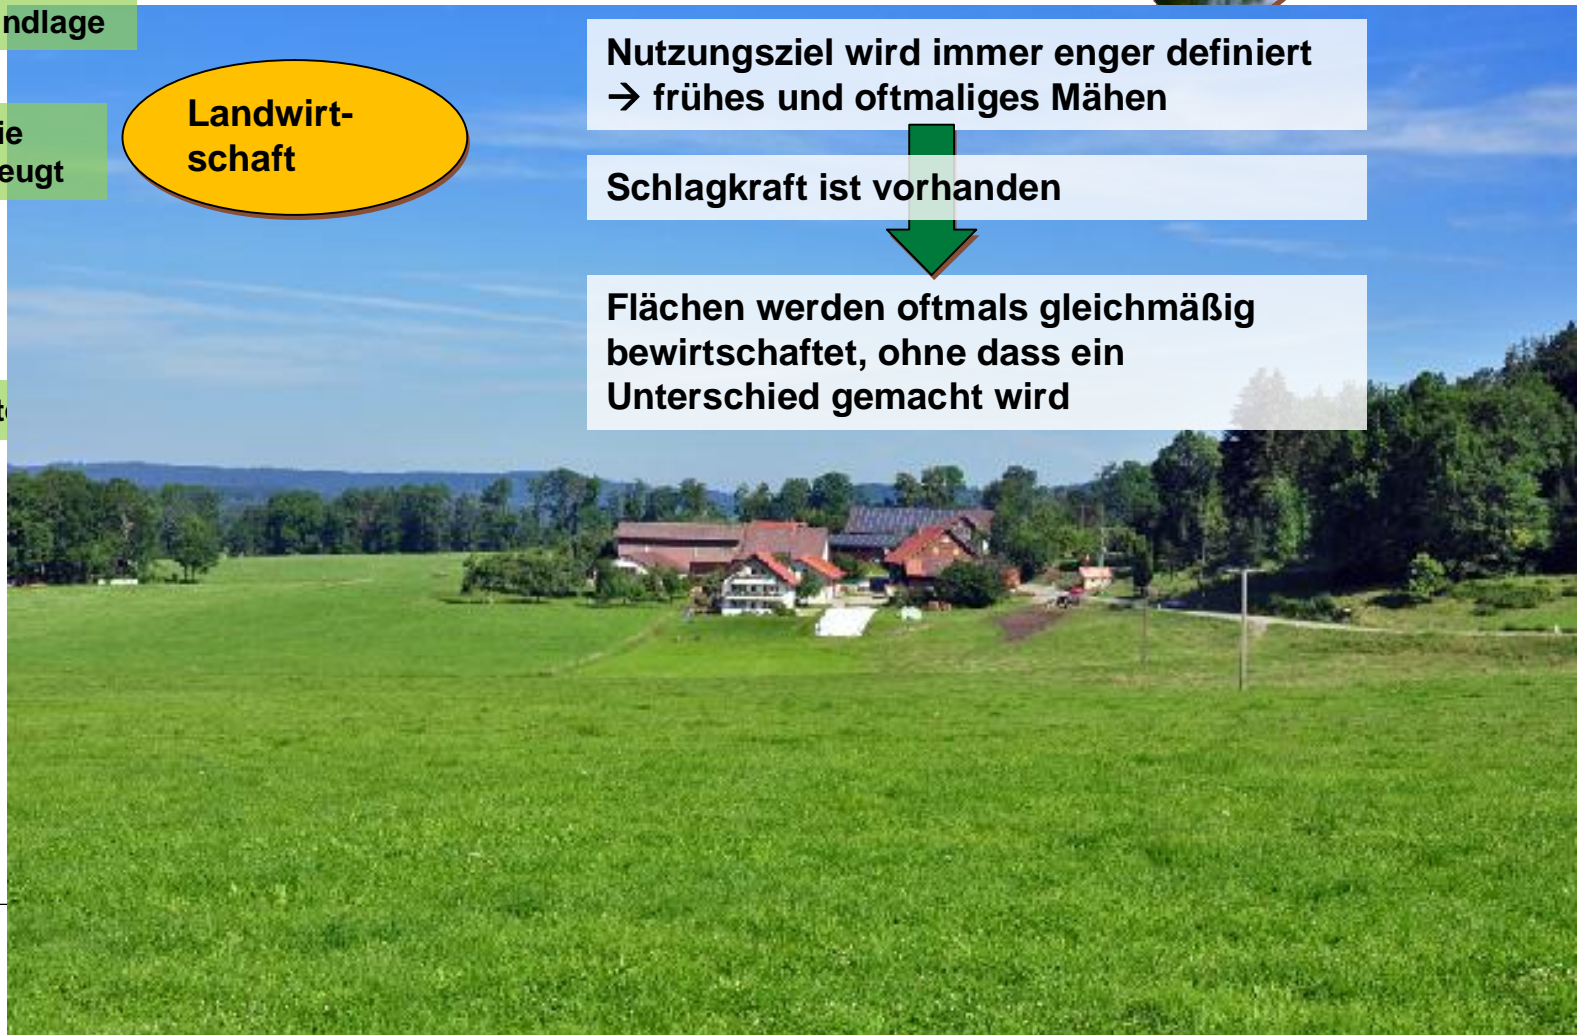 ndlage
ie
eugt
Landwirt-
schaft
Nutzungsziel wird immer enger definiert
→ frühes und oftmaliges Mähen
Schlagkraft ist vorhanden
Flächen werden oftmals gleichmäßig
bewirtschaftet, ohne dass ein
Unterschied gemacht wird